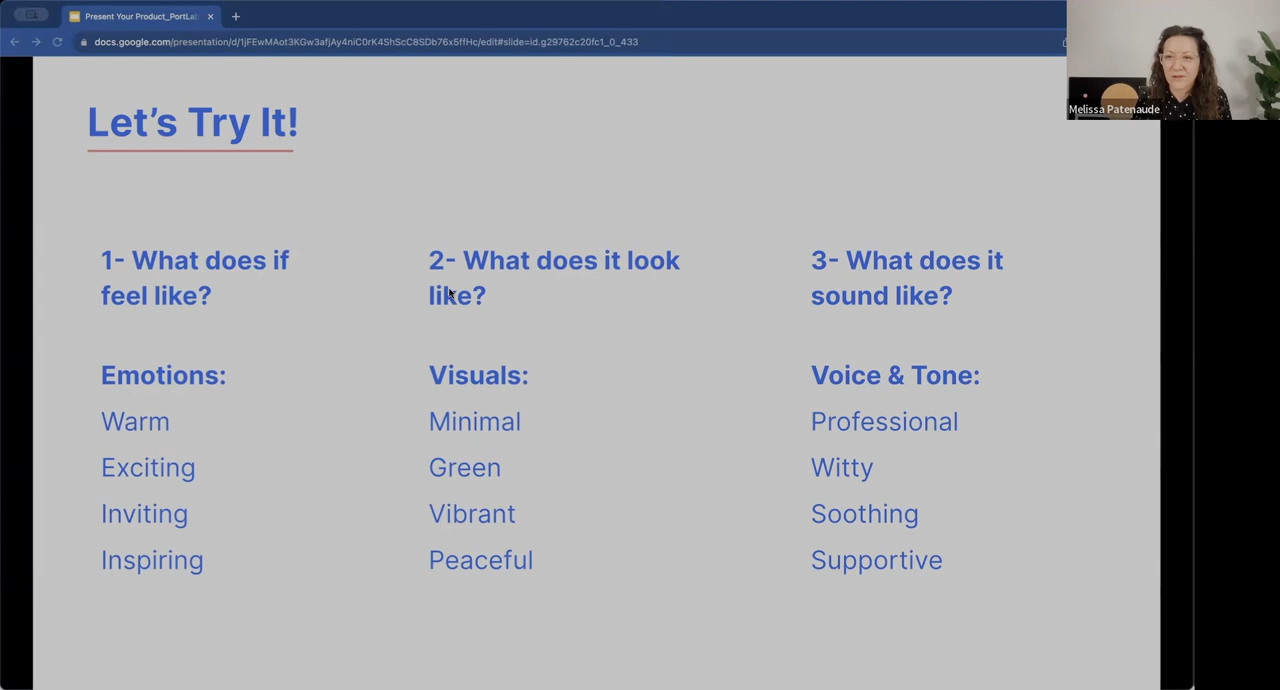 Present Your Product_PortLab
docs.google.com/presentation/d/1jFEwMAot3KGw3afjAy4niC0rK4ShScC8SDb76x5ffHc/edit#slide=id.g29762c20fc1_0_433
Melissa Patenaude
Let's Try It!
1- What does if
feel like?
Emotions:
Warm
Exciting
Inviting
Inspiring
2- What does it look
like?
Visuals:
Minimal
Green
Vibrant
Peaceful
3- What does it
sound like?
Voice & Tone:
Professional
Witty
Soothing
Supportive